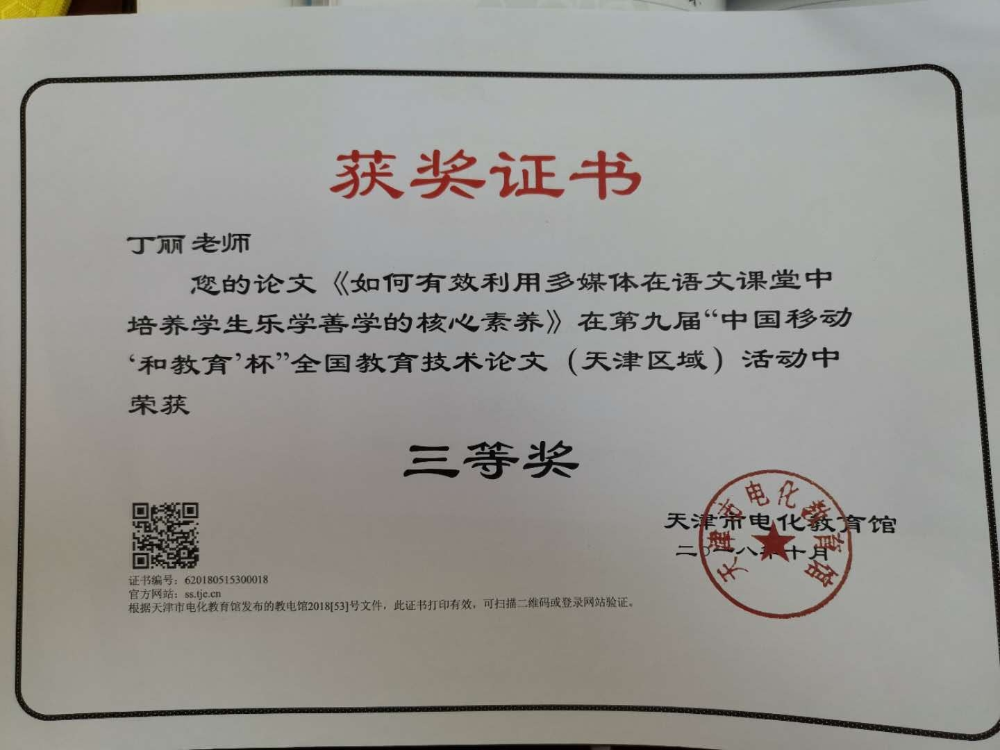 获奖证书
丁丽 老师
您的论文《如何有效利用多媒体在语文课堂中
培养学生乐学善学的核心素养》在第九届“中国移动
‘和教育’杯”全国教育技术论文（天津区域）活动中
荣获
三等奖
天津市电化教育馆
二〇一八年十月
天津市电化教育馆
证书编号：620180515300018
官方网站：ss.tje.cn
根据天津市电化教育馆发布的教电馆2018[53]号文件，此证书打印有效，可扫描二维码或登录网站验证。